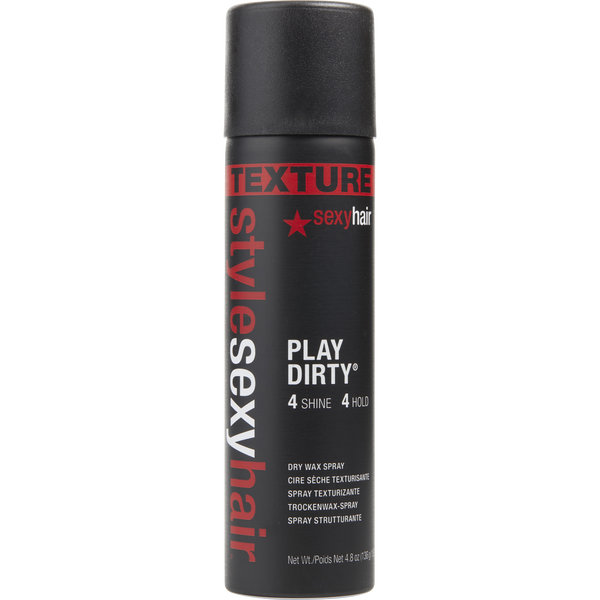 TEXTURE
sexyhair
stylesexyhair
PLAY
DIRTY®
4 SHINE 4 HOLD
DRY WAX SPRAY
CIRE SÈCHE TEXTURISANTE
SPRAY TEXTURIZANTE
TROCKENWAX-SPRAY
SPRAY STRUTTURANTE
Net Wt./Poids Net 4.8 oz (136 g)